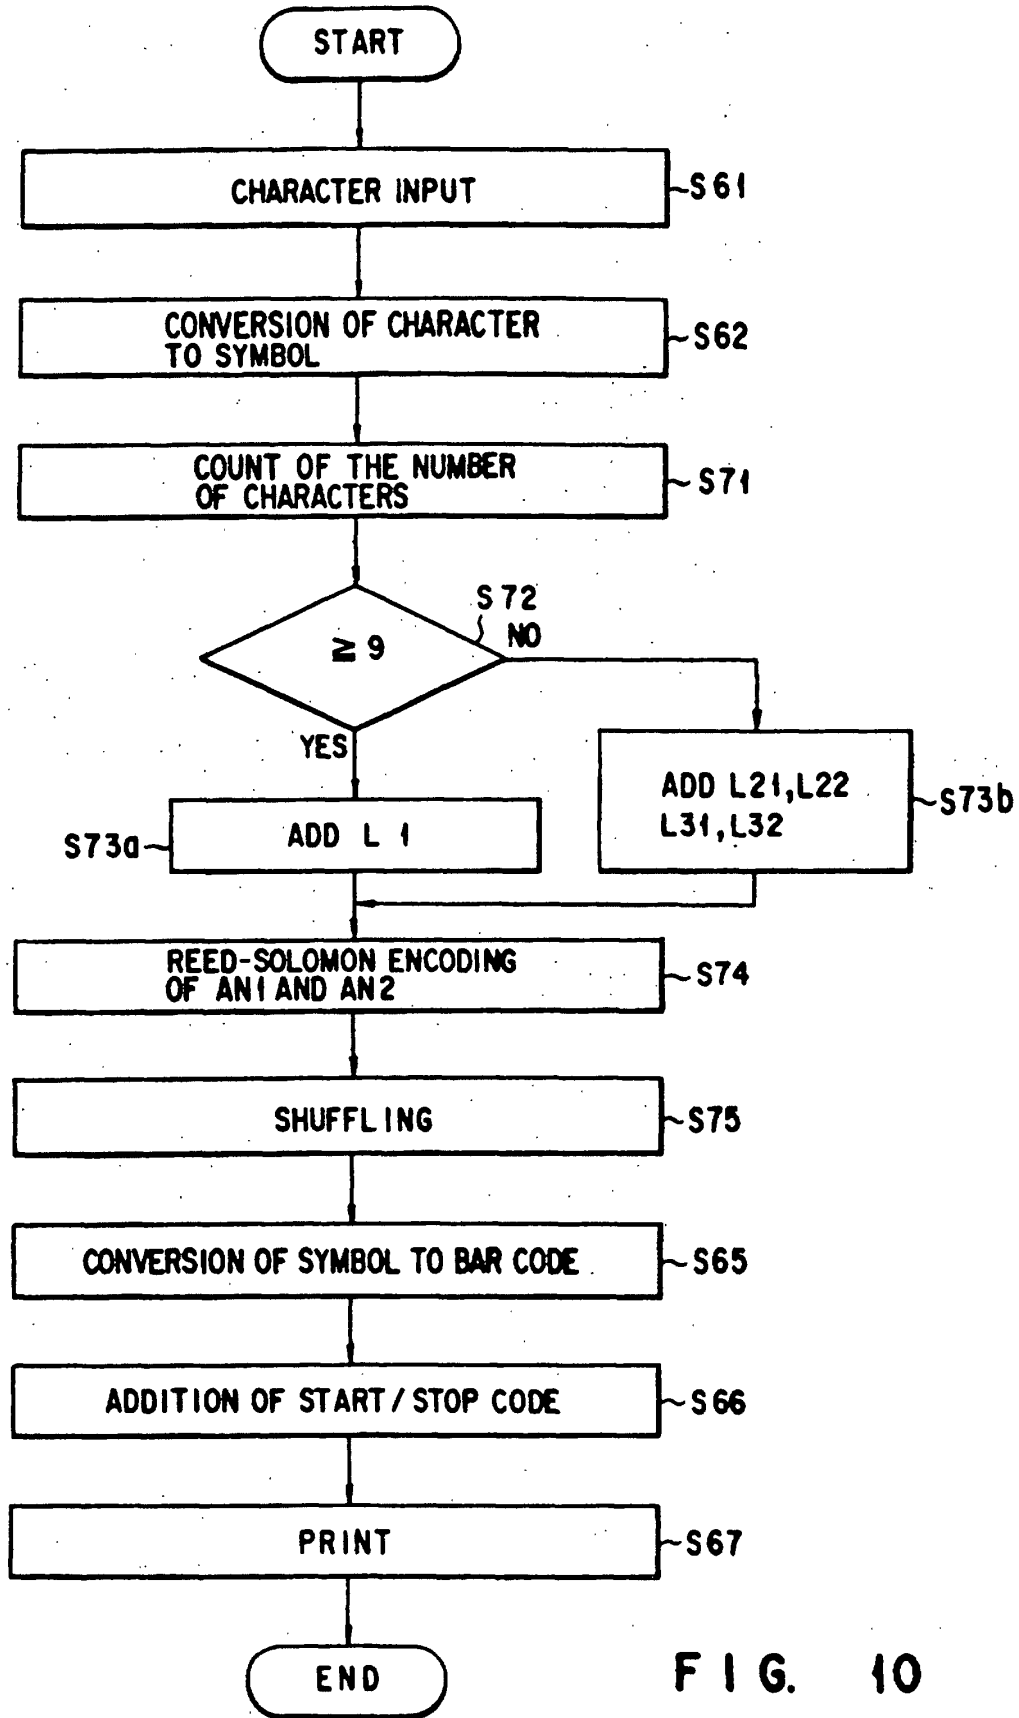 START
CHARACTER INPUT
S61
CONVERSION OF CHARACTER
TO SYMBOL
S62
COUNT OF THE NUMBER
OF CHARACTERS
S71
S72
≧ 9
NO
YES
ADD L 1
S73a
ADD L21,L22
L31,L32
S73b
REED-SOLOMON ENCODING
OF AN1 AND AN2
S74
SHUFFLING
S75
CONVERSION OF SYMBOL TO BAR CODE
S65
ADDITION OF START/STOP CODE
S66
PRINT
S67
END
FIG. 10